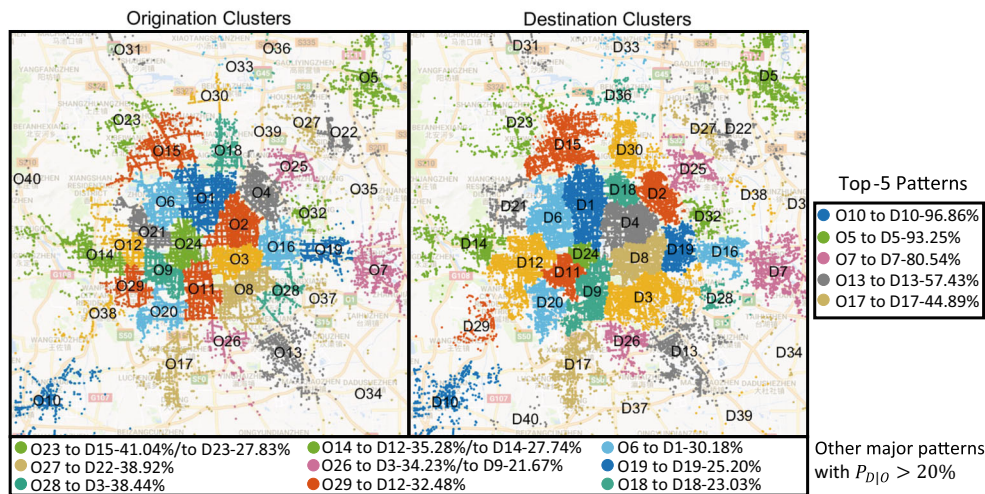 Origination Clusters
Destination Clusters
O31
O36
O33
O5
O30
O23
O27
O22
O39
O15
O18
O25
O40
O4
O35
O6
O1
O32
O2
O21
O24
O16
O19
O12
O14
O3
O7
O9
O29
O11
O8
O28
O37
O38
O20
O26
O13
O17
O34
O10
D31
D33
D5
D36
D23
D27
D22
D15
D30
D25
D18
D2
D38
D3
D21
D6
D1
D32
D4
D14
D19
D16
D24
D12
D8
D7
D11
D9
D3
D28
D20
D29
D26
D13
D34
D17
D10
D37
D40
D39
Top-5 Patterns
O10 to D10-96.86%
O5 to D5-93.25%
O7 to D7-80.54%
O13 to D13-57.43%
O17 to D17-44.89%
O23 to D15-41.04%/to D23-27.83%
O14 to D12-35.28%/to D14-27.74%
O6 to D1-30.18%
O27 to D22-38.92%
O26 to D3-34.23%/to D9-21.67%
O19 to D19-25.20%
O28 to D3-38.44%
O29 to D12-32.48%
O18 to D18-23.03%
Other major patterns
with P_{D|O} > 20%